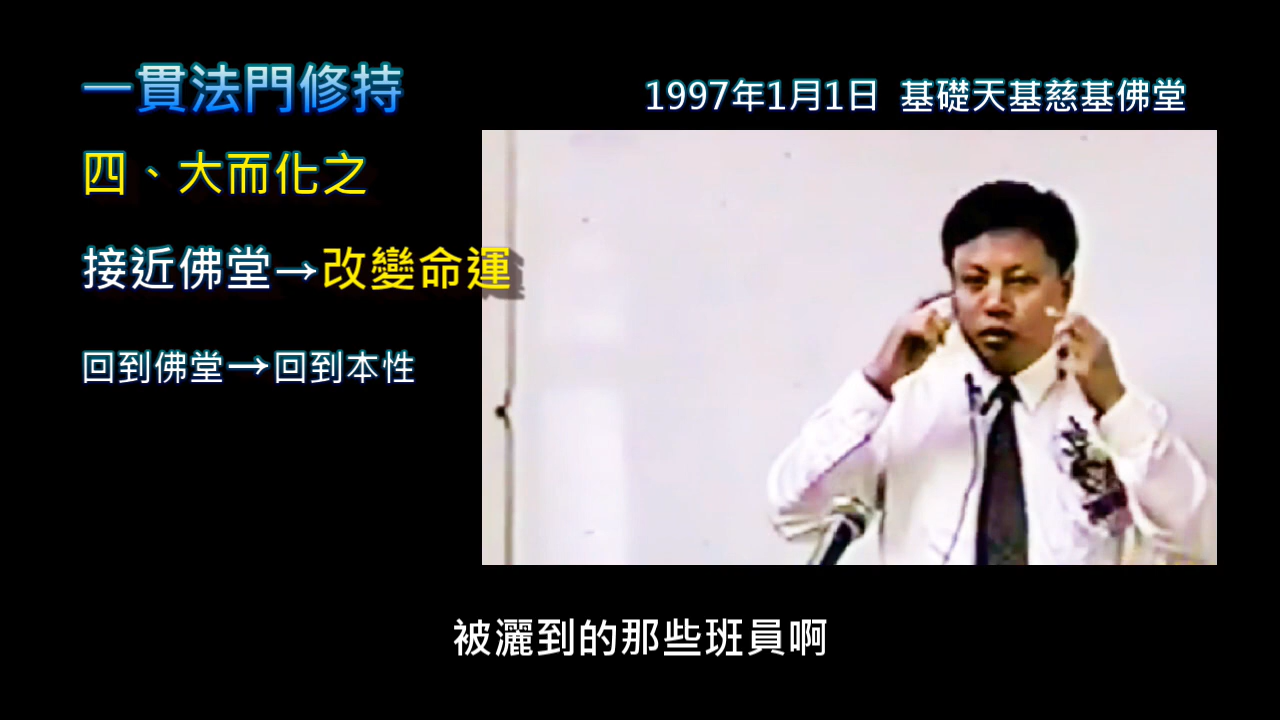 一貫法門修持
1997年1月1日 基礎天基慈基佛堂
四、大而化之
接近佛堂→改變命運
回到佛堂→回到本性
被灑到的那些班員啊